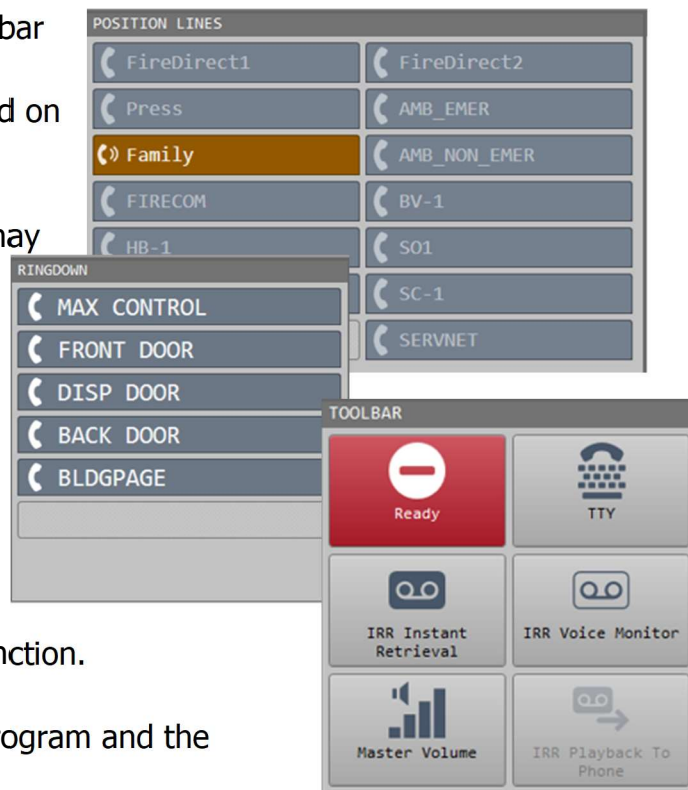 bar
d on
may
nction.
rogram and the
POSITION LINES
FireDirect1
FireDirect2
Press
AMB_EMER
Family
AMB_NON_EMER
FIRECOM
BV-1
HB-1
SO1
SC-1
SERVNET
RINGDOWN
MAX CONTROL
FRONT DOOR
DISP DOOR
BACK DOOR
BLDGPAGE
TOOLBAR
Ready
TTY
IRR Instant
Retrieval
IRR Voice Monitor
Master Volume
IRR Playback To
Phone